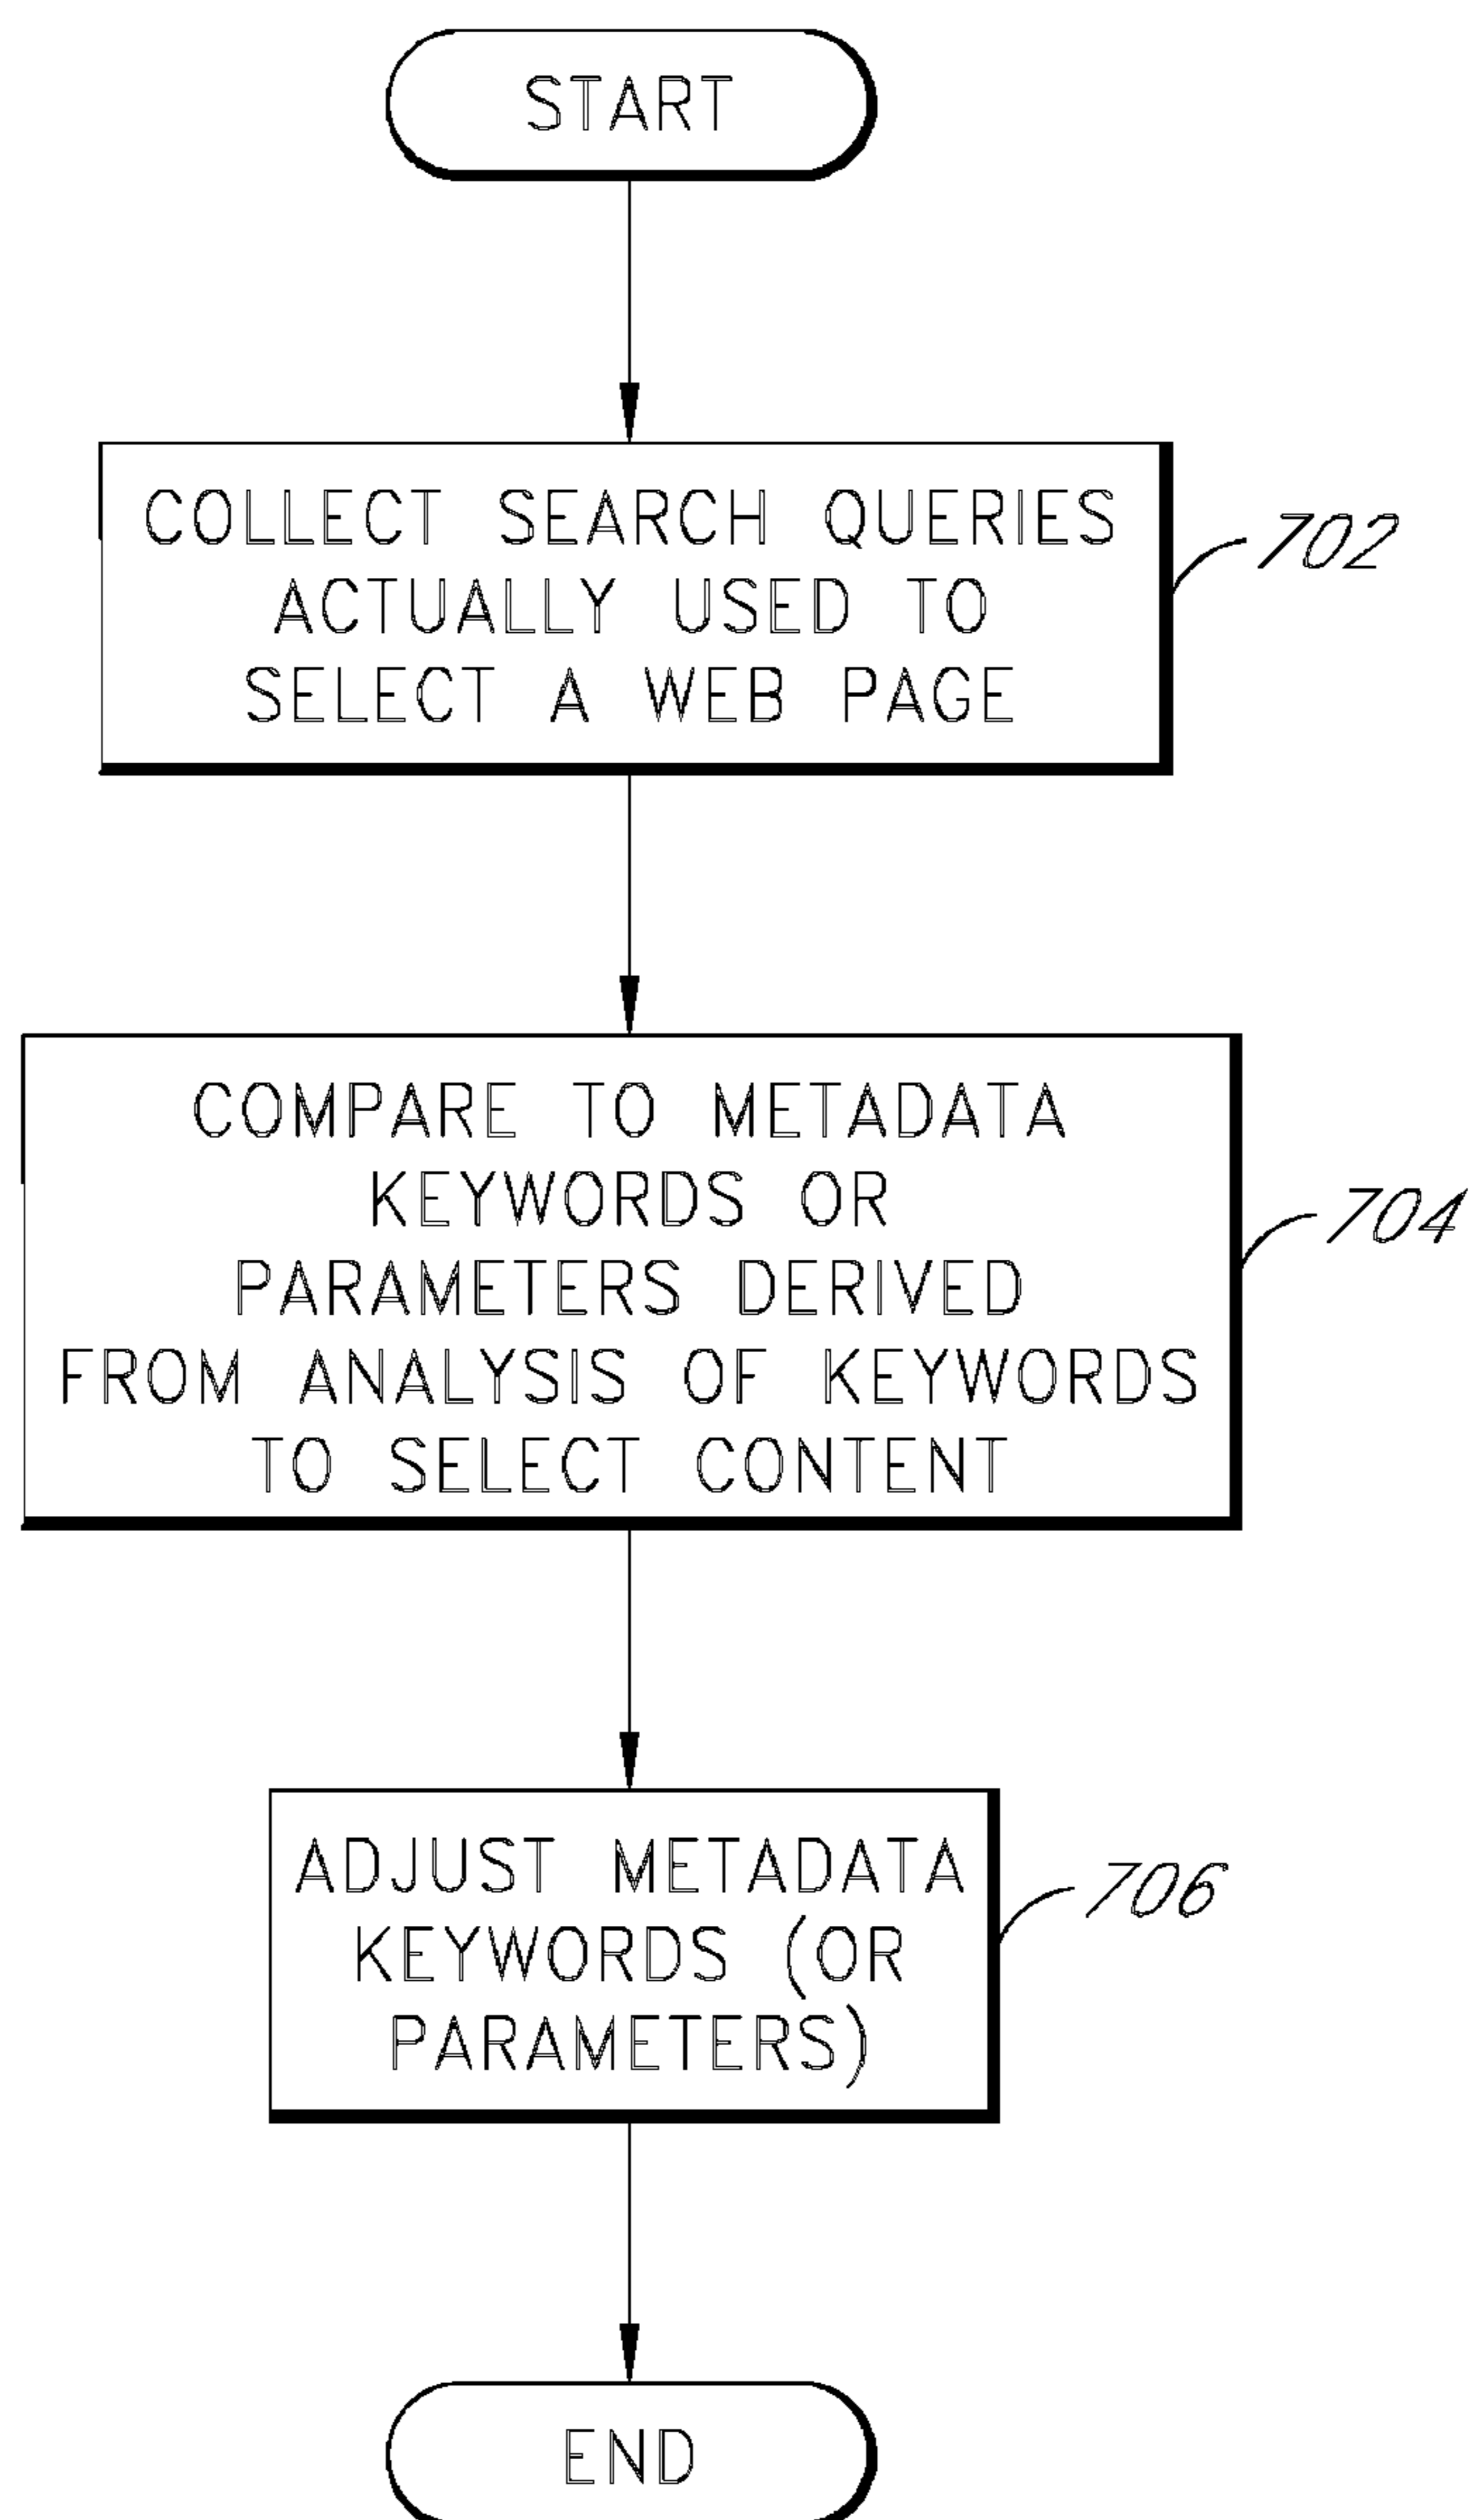 START
COLLECT SEARCH QUERIES
ACTUALLY USED TO
SELECT A WEB PAGE
702
COMPARE TO METADATA
KEYWORDS OR
PARAMETERS DERIVED
FROM ANALYSIS OF KEYWORDS
TO SELECT CONTENT
704
ADJUST METADATA
KEYWORDS (OR
PARAMETERS)
706
END